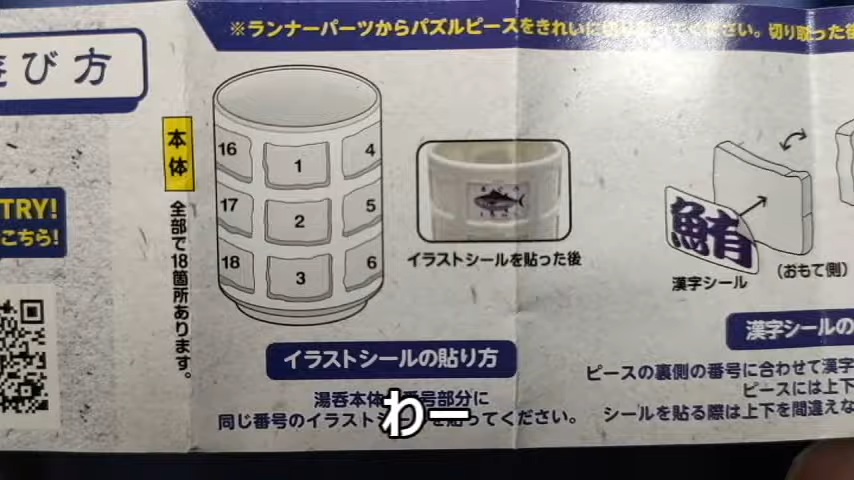 ※ランナーパーツからパズルピースをきれいに ください。切り取った後
び方
本体
全部で18箇所あります。
TRY!
こちら!
16
1
4
17
2
5
18
3
6
イラストシールを貼った後
鮪
漢字シール
(おもて側)
イラストシールの貼り方
湯呑本体 号部分に
同じ番号のイラスト を貼ってください。
わー
漢字シールの
ピースの裏側の番号に合わせて漢字
ピースには上下
シールを貼る際は上下を間違えな